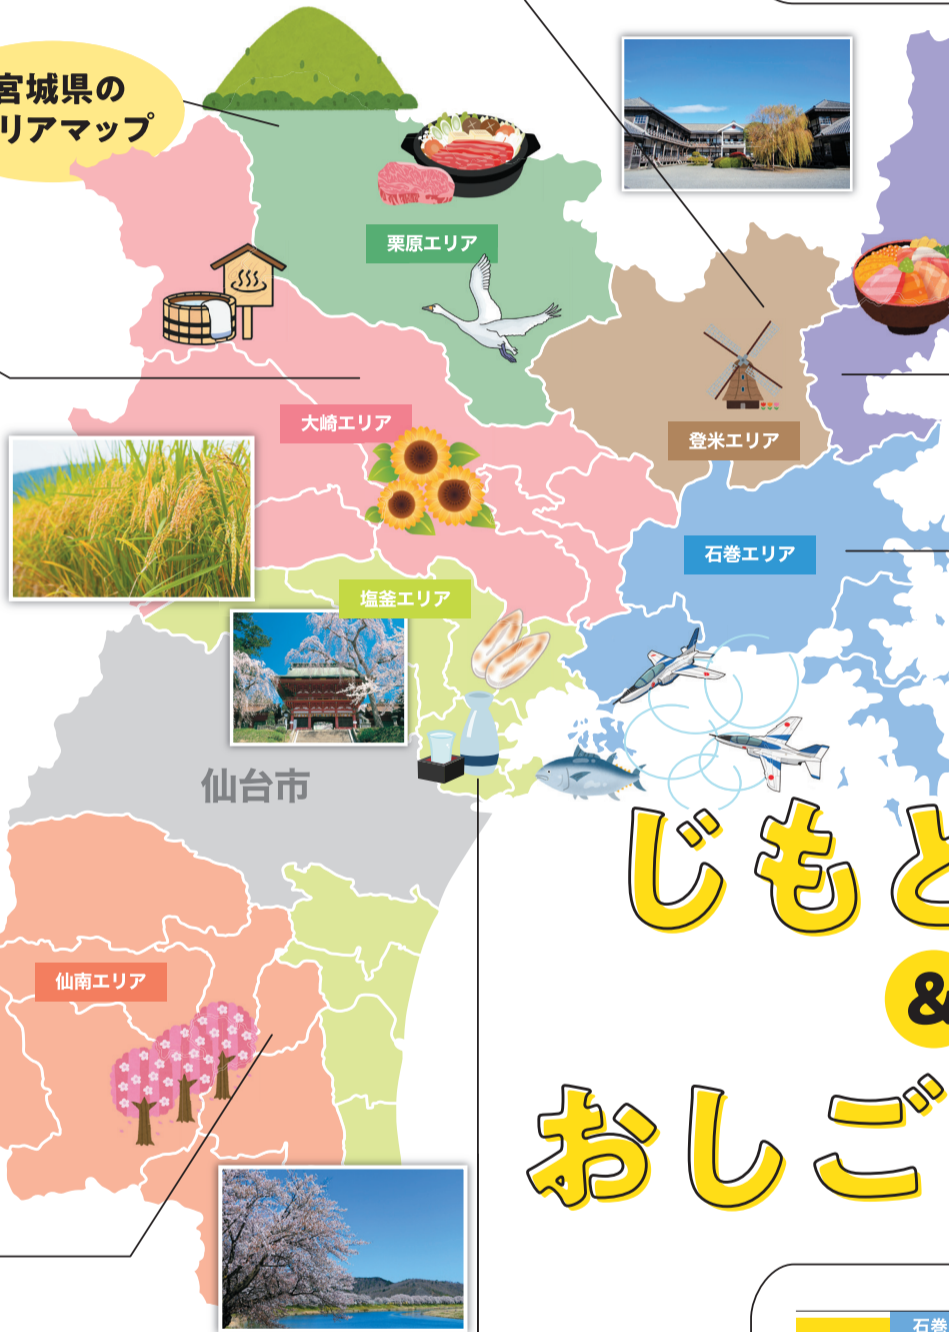 宮城県の
リアマップ
栗原エリア
大崎エリア
登米エリア
石巻エリア
塩釜エリア
仙台市
じもと
&
仙南エリア
おしご
石巻